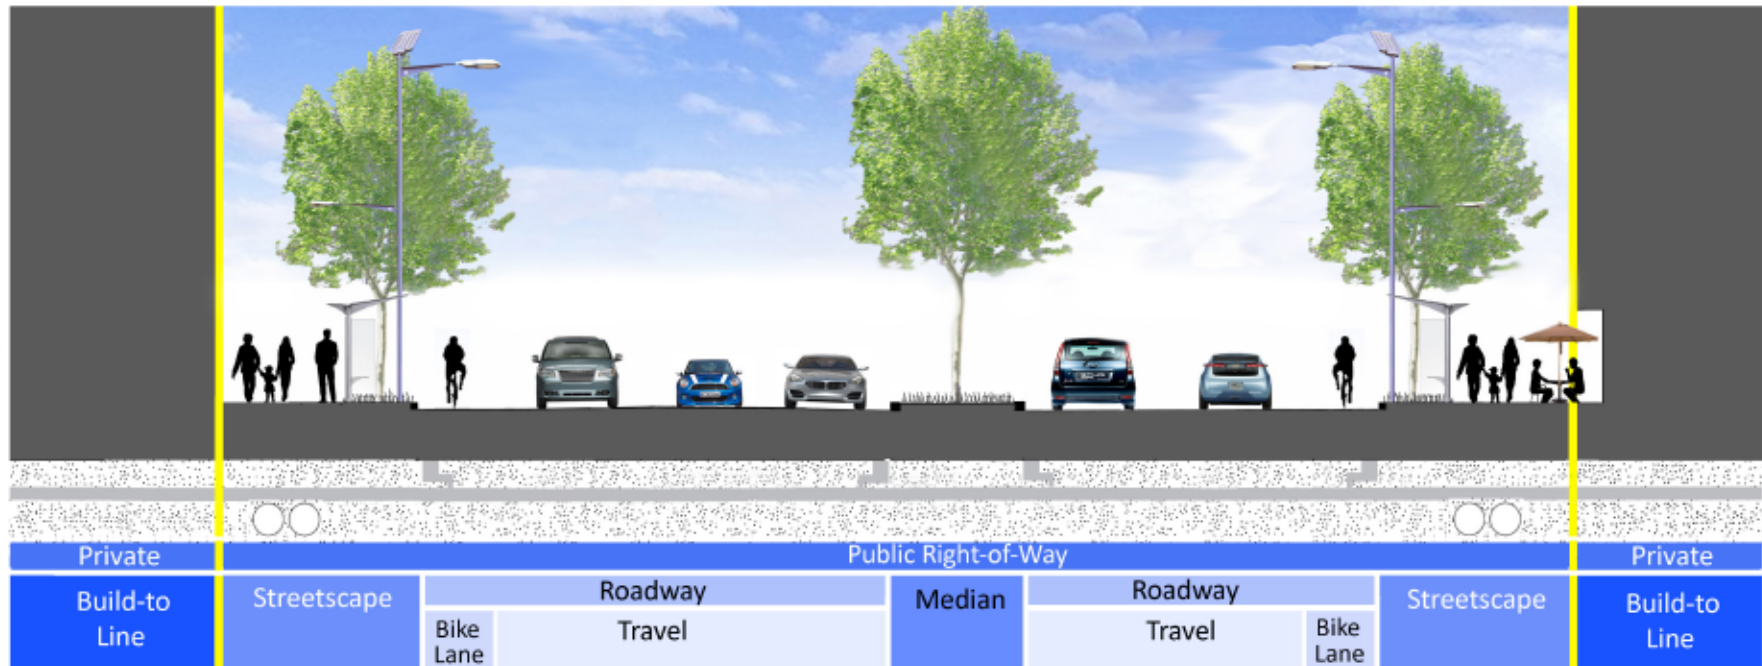 Private
Public Right-of-Way
Private
Build-to
Line
Streetscape
Roadway
Bike
Lane
Travel
Median
Roadway
Travel
Bike
Lane
Streetscape
Build-to
Line